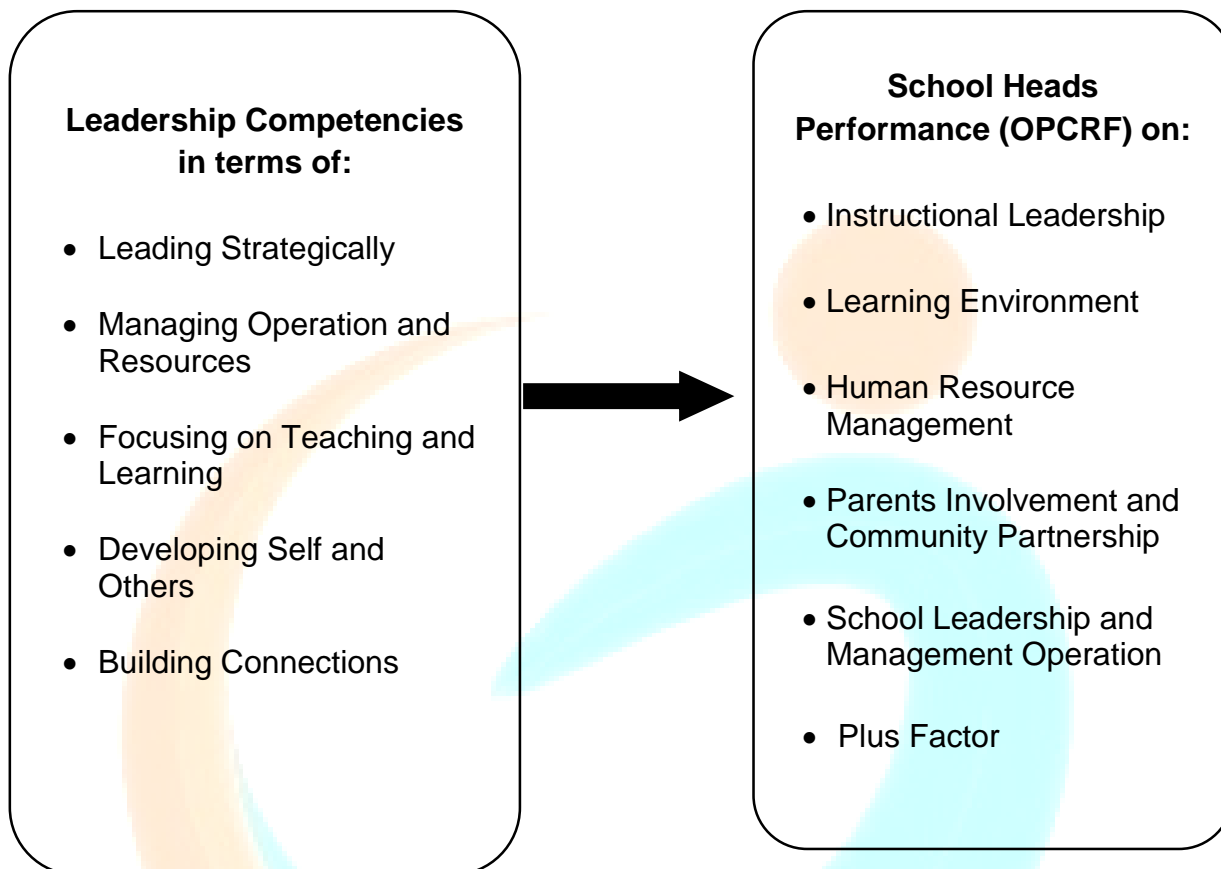 Leadership Competencies
in terms of:
• Leading Strategically
• Managing Operation and
Resources
• Focusing on Teaching and
Learning
• Developing Self and
Others
• Building Connections
School Heads
Performance (OPCRF) on:
• Instructional Leadership
• Learning Environment
• Human Resource
Management
• Parents Involvement and
Community Partnership
• School Leadership and
Management Operation
• Plus Factor